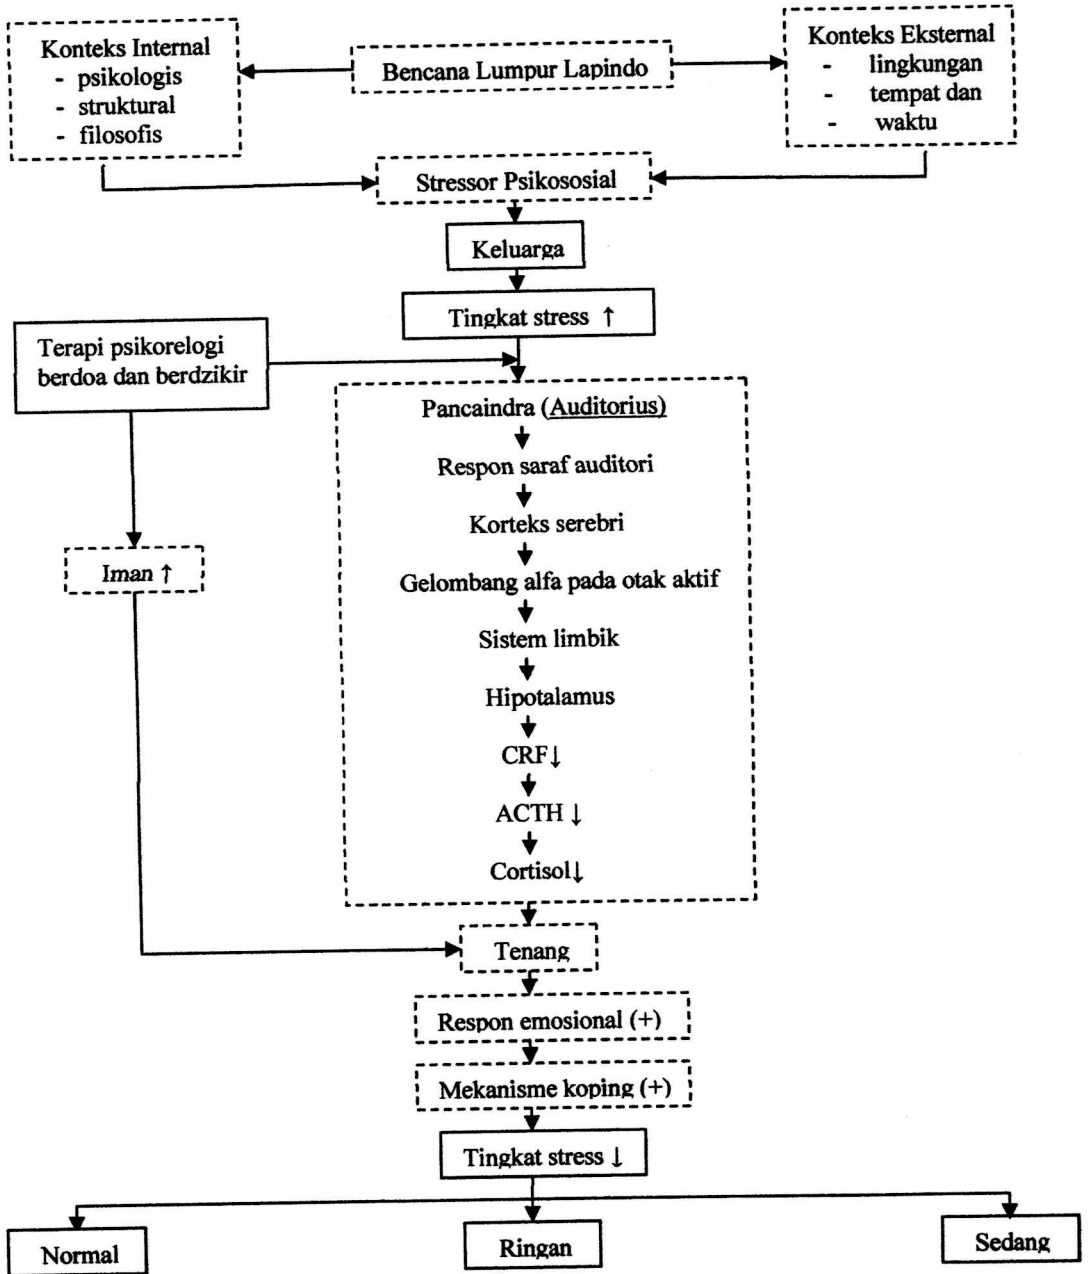 Konteks Internal
- psikologis
- struktural
- filosofis
Bencana Lumpur Lapindo
Konteks Eksternal
- lingkungan
- tempat dan
- waktu
Stressor Psikososial
Keluarga
Tingkat stress ↑
Terapi psikorelogi
berdoa dan berdzikir
Pancaindra (Auditorius)
Respon saraf auditori
Korteks serebri
Gelombang alfa pada otak aktif
Sistem limbik
Hipotalamus
CRF↓
ACTH ↓
Cortisol↓
Iman ↑
Tenang
Respon emosional (+)
Mekanisme koping (+)
Tingkat stress ↓
Normal
Ringan
Sedang